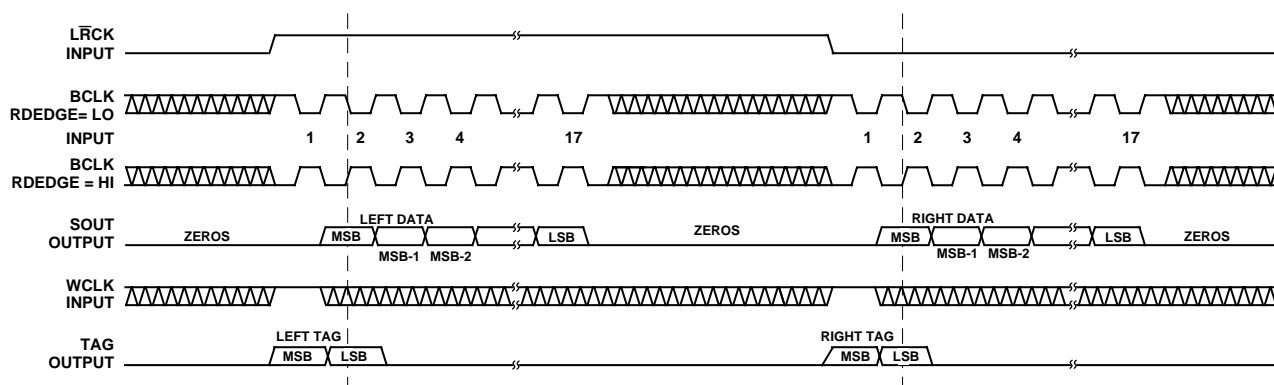 LR̅CK
INPUT
BCLK
RDEDGE= LO
INPUT
1 2 3 4 17 1 2 3 4 17
BCLK
RDEDGE = HI
SOUT
OUTPUT
ZEROS
LEFT DATA
MSB
MSB-1 MSB-2
LSB
ZEROS
RIGHT DATA
MSB
MSB-1 MSB-2
LSB
ZEROS
WCLK
INPUT
TAG
OUTPUT
LEFT TAG
MSB LSB
RIGHT TAG
MSB LSB